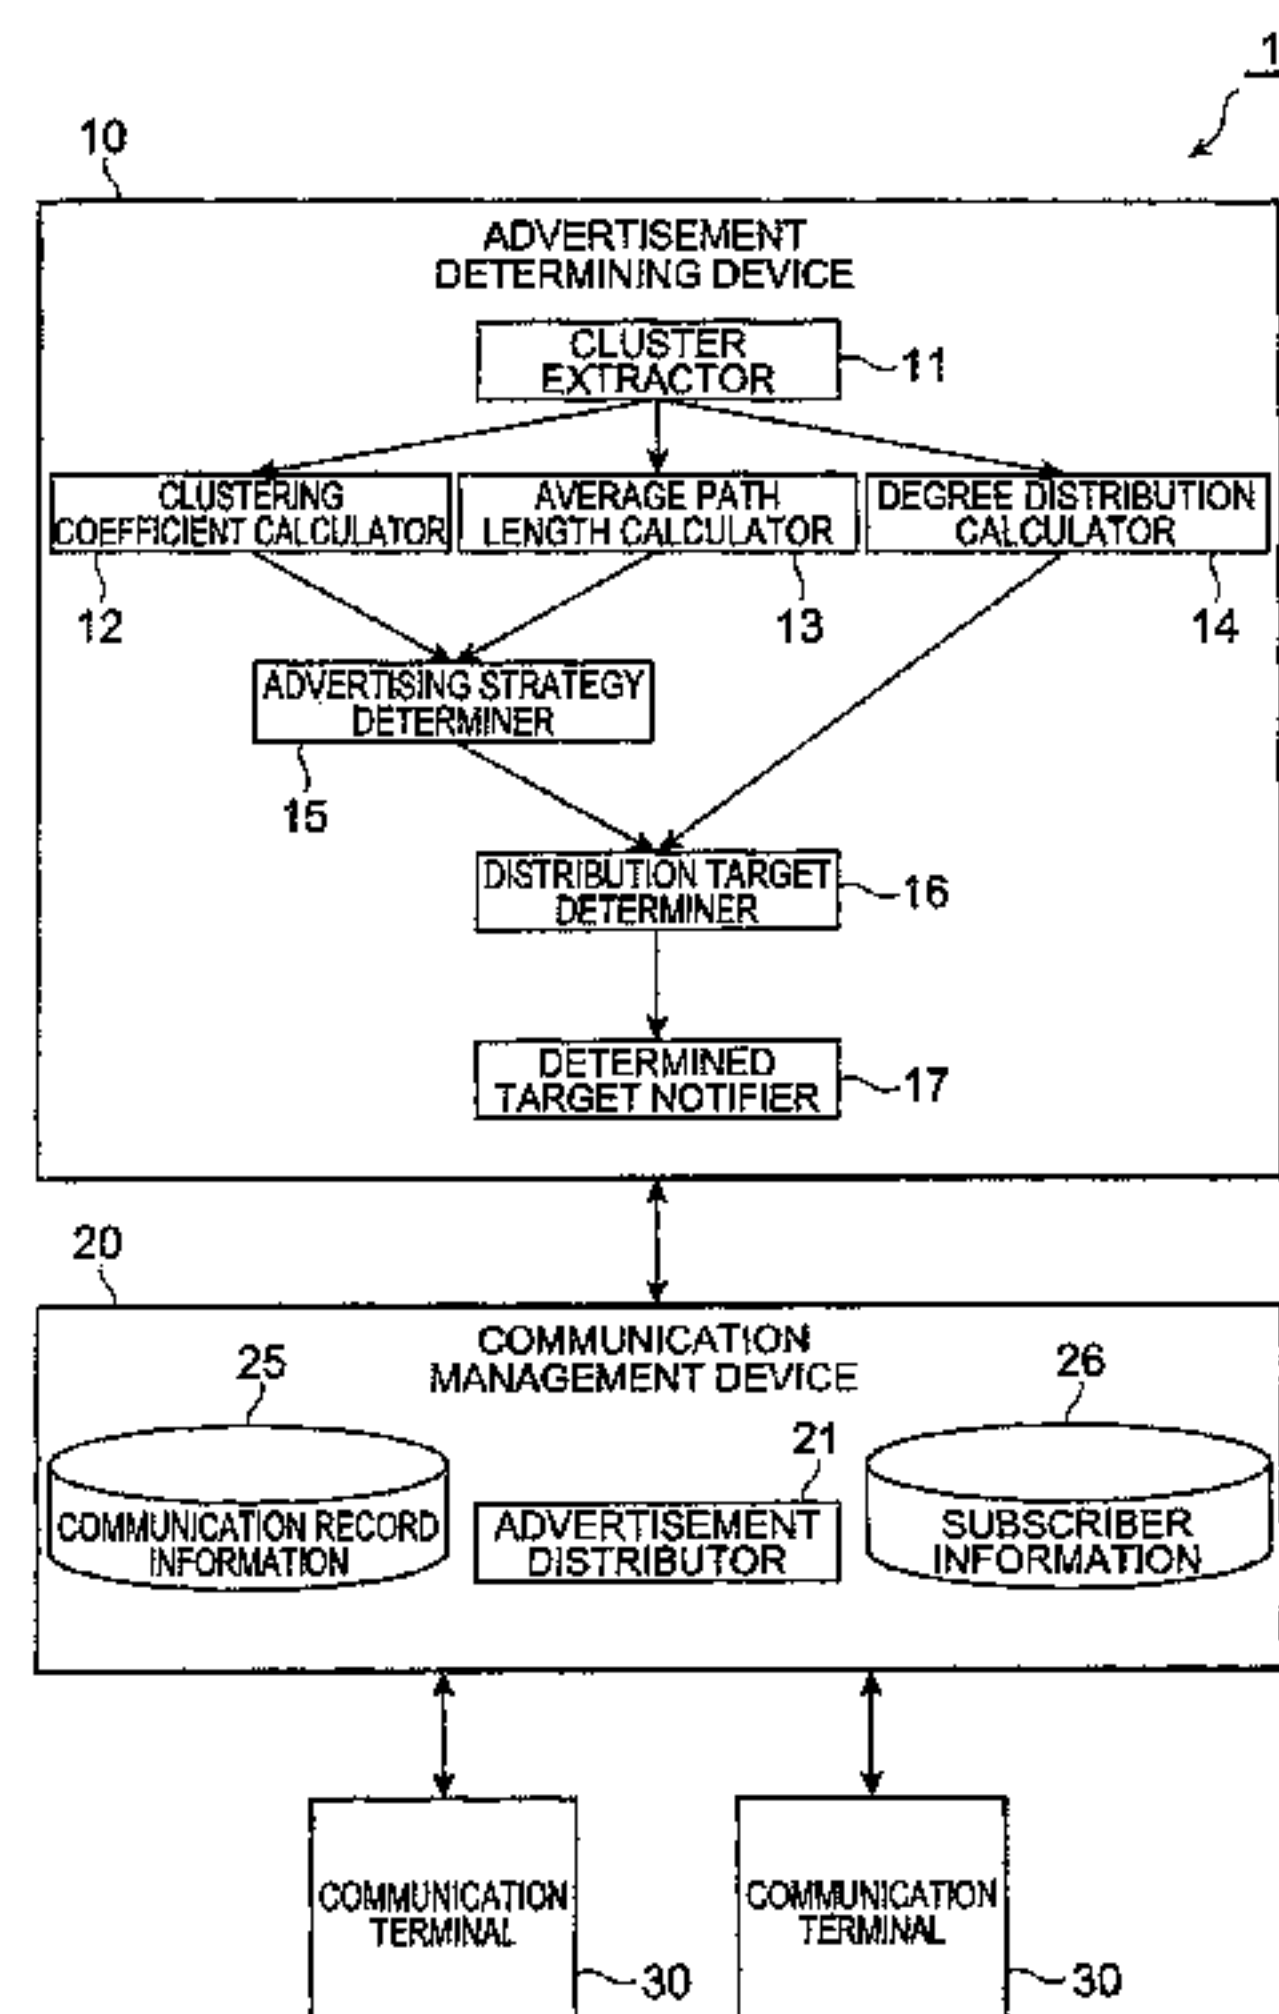 1
10
ADVERTISEMENT
DETERMINING DEVICE
CLUSTER
EXTRACTOR
11
CLUSTERING
COEFFICIENT CALCULATOR
AVERAGE PATH
LENGTH CALCULATOR
DEGREE DISTRIBUTION
CALCULATOR
12
13
14
ADVERTISING STRATEGY
DETERMINER
15
DISTRIBUTION TARGET
DETERMINER
16
DETERMINED
TARGET NOTIFIER
17
20
COMMUNICATION
MANAGEMENT DEVICE
25
26
21
COMMUNICATION RECORD
INFORMATION
ADVERTISEMENT
DISTRIBUTOR
SUBSCRIBER
INFORMATION
COMMUNICATION
TERMINAL
30
COMMUNICATION
TERMINAL
30